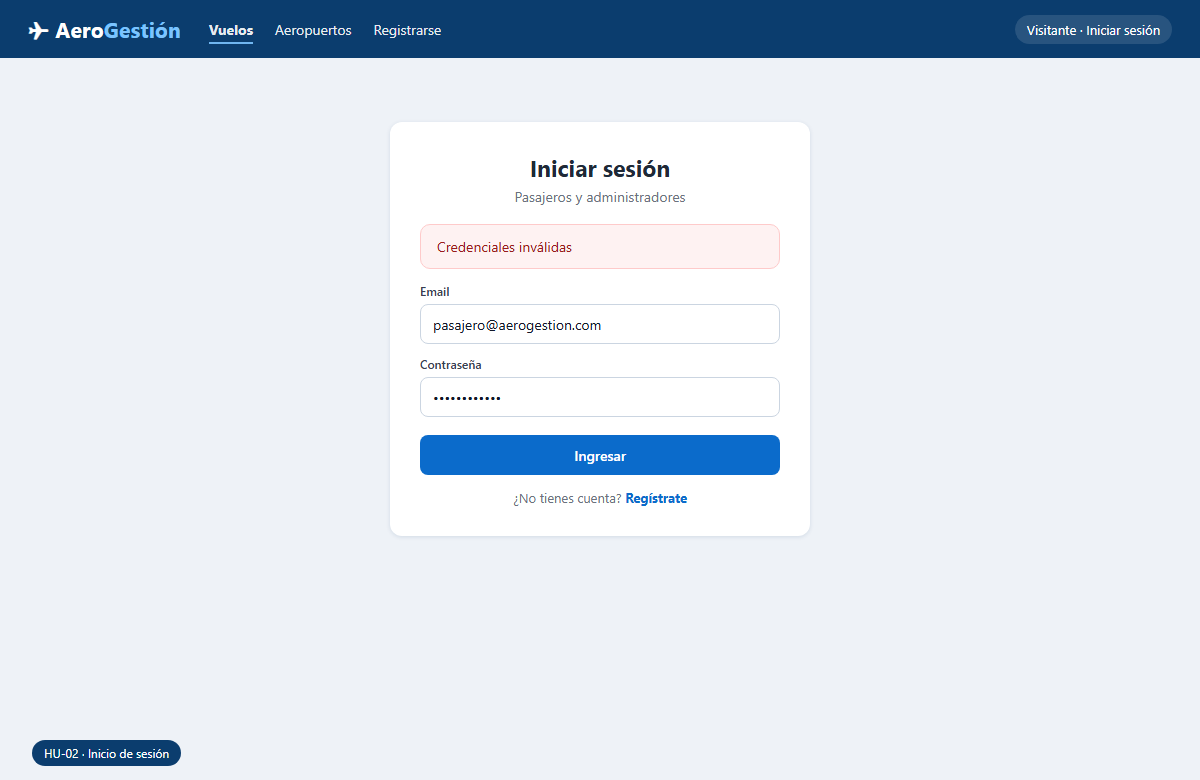 AeroGestión Vuelos Aeropuertos Registrarse Visitante · Iniciar sesión
Iniciar sesión
Pasajeros y administradores
Credenciales inválidas
Email
pasajero@aerogestion.com
Contraseña
••••••••••••
Ingresar
¿No tienes cuenta? Regístrate
HU-02 · Inicio de sesión